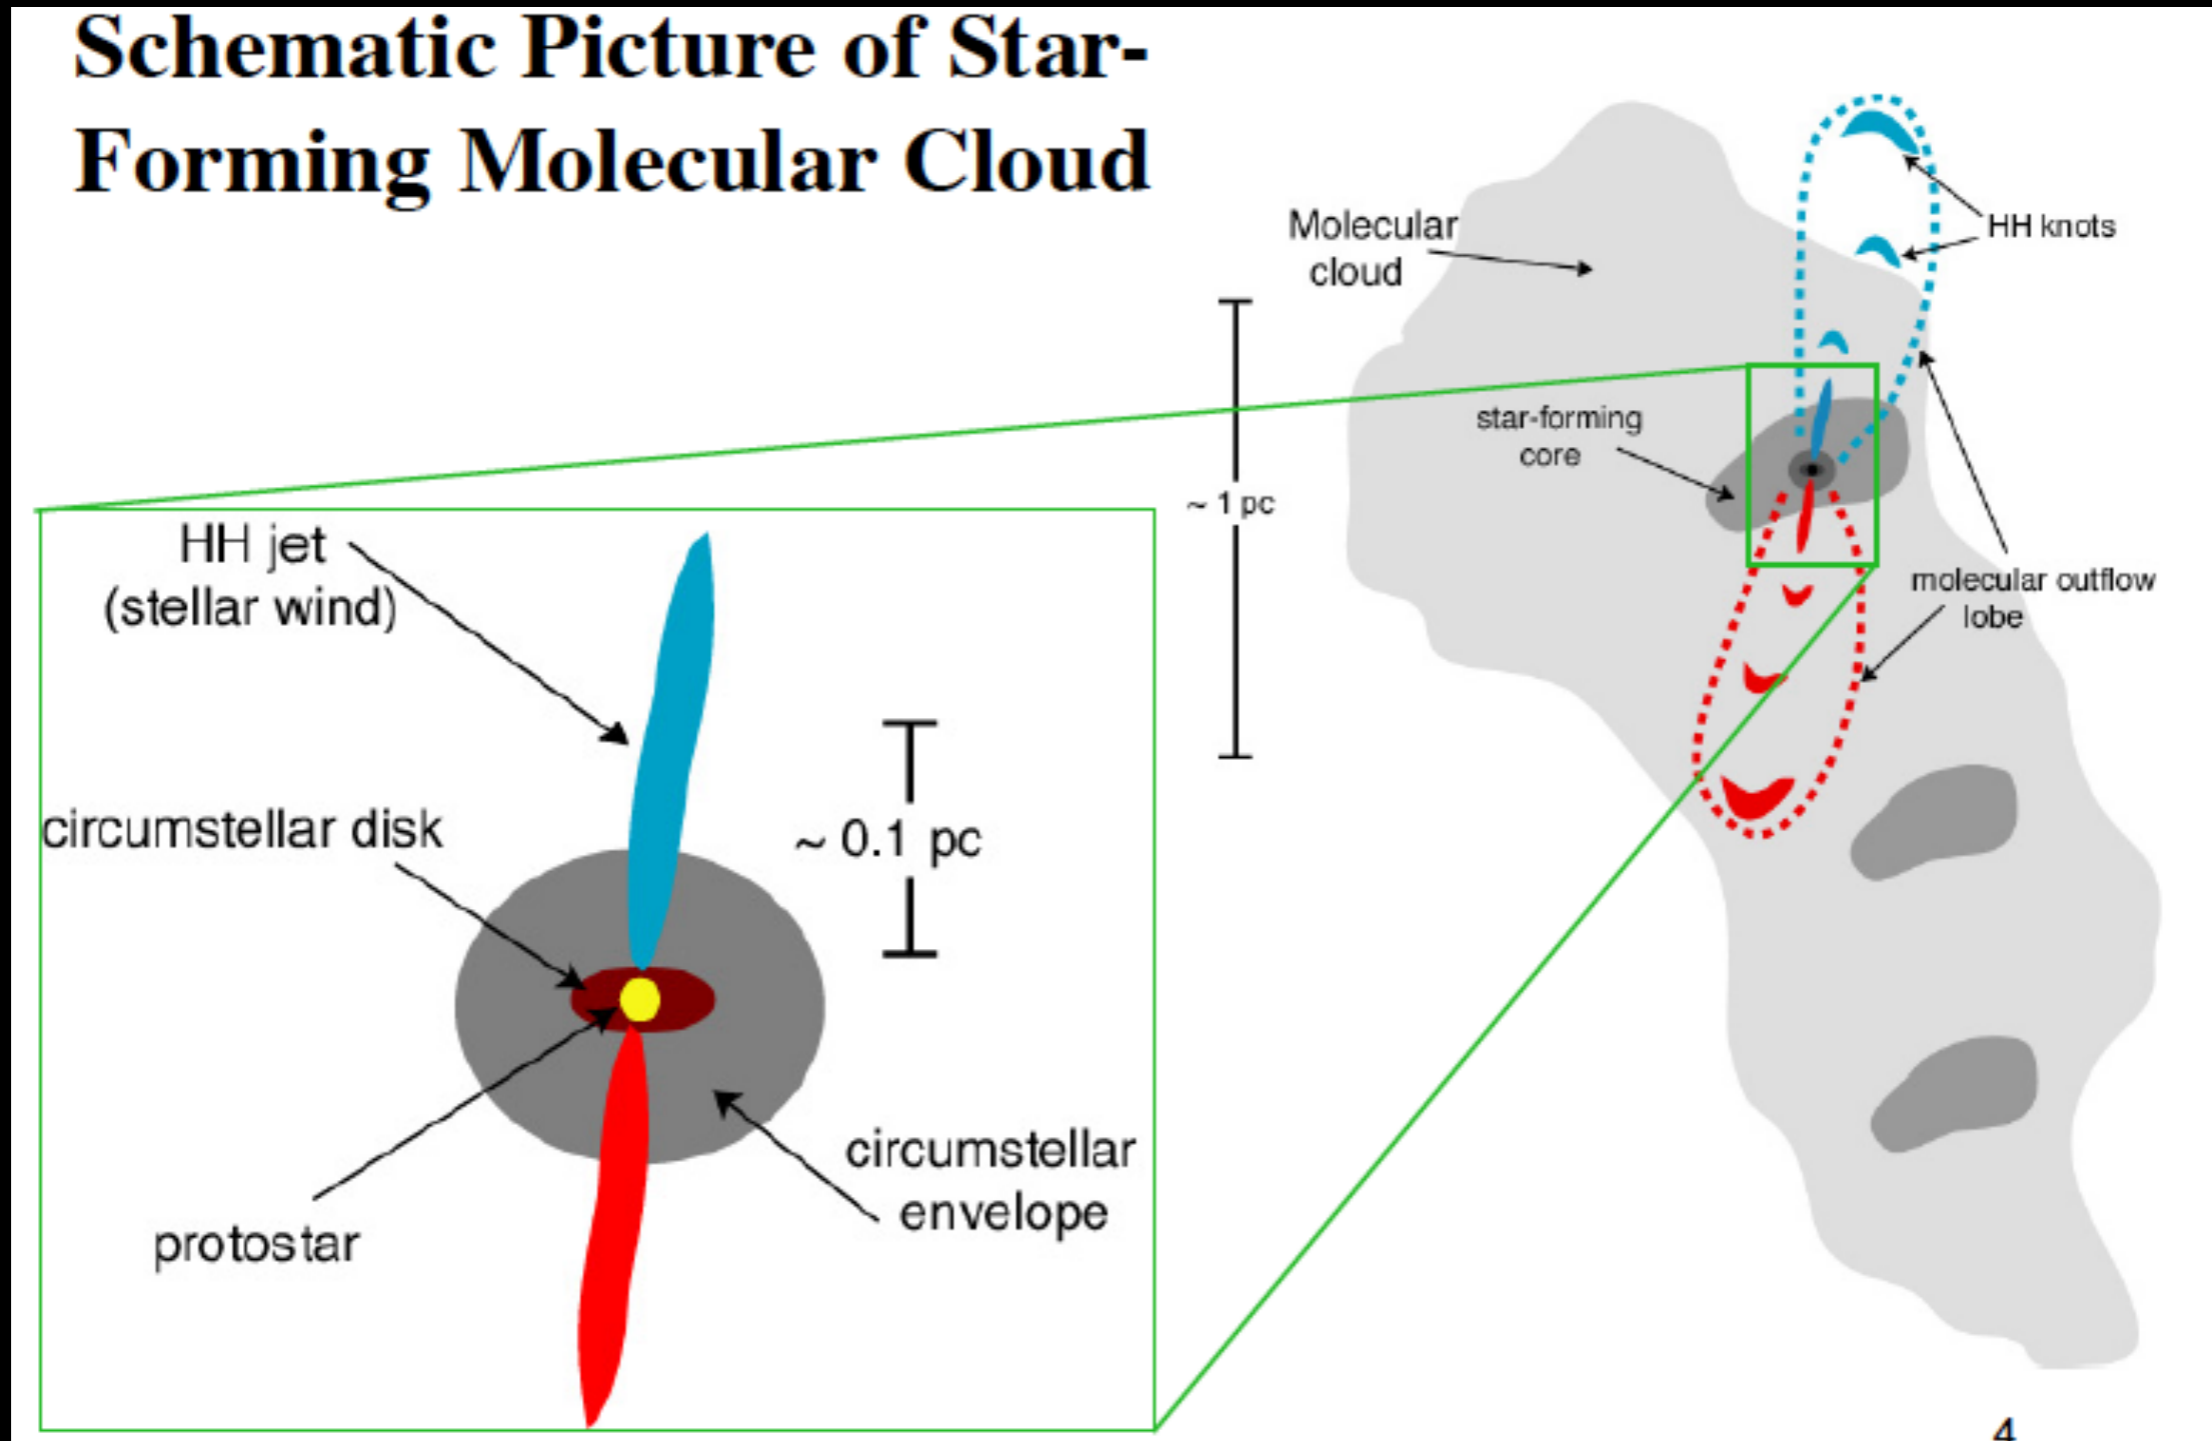 Schematic Picture of Star-
Forming Molecular Cloud
Molecular
cloud
HH knots
star-forming
core
~ 1 pc
molecular outflow
lobe
HH jet
(stellar wind)
circumstellar disk
~ 0.1 pc
circumstellar
envelope
protostar
4